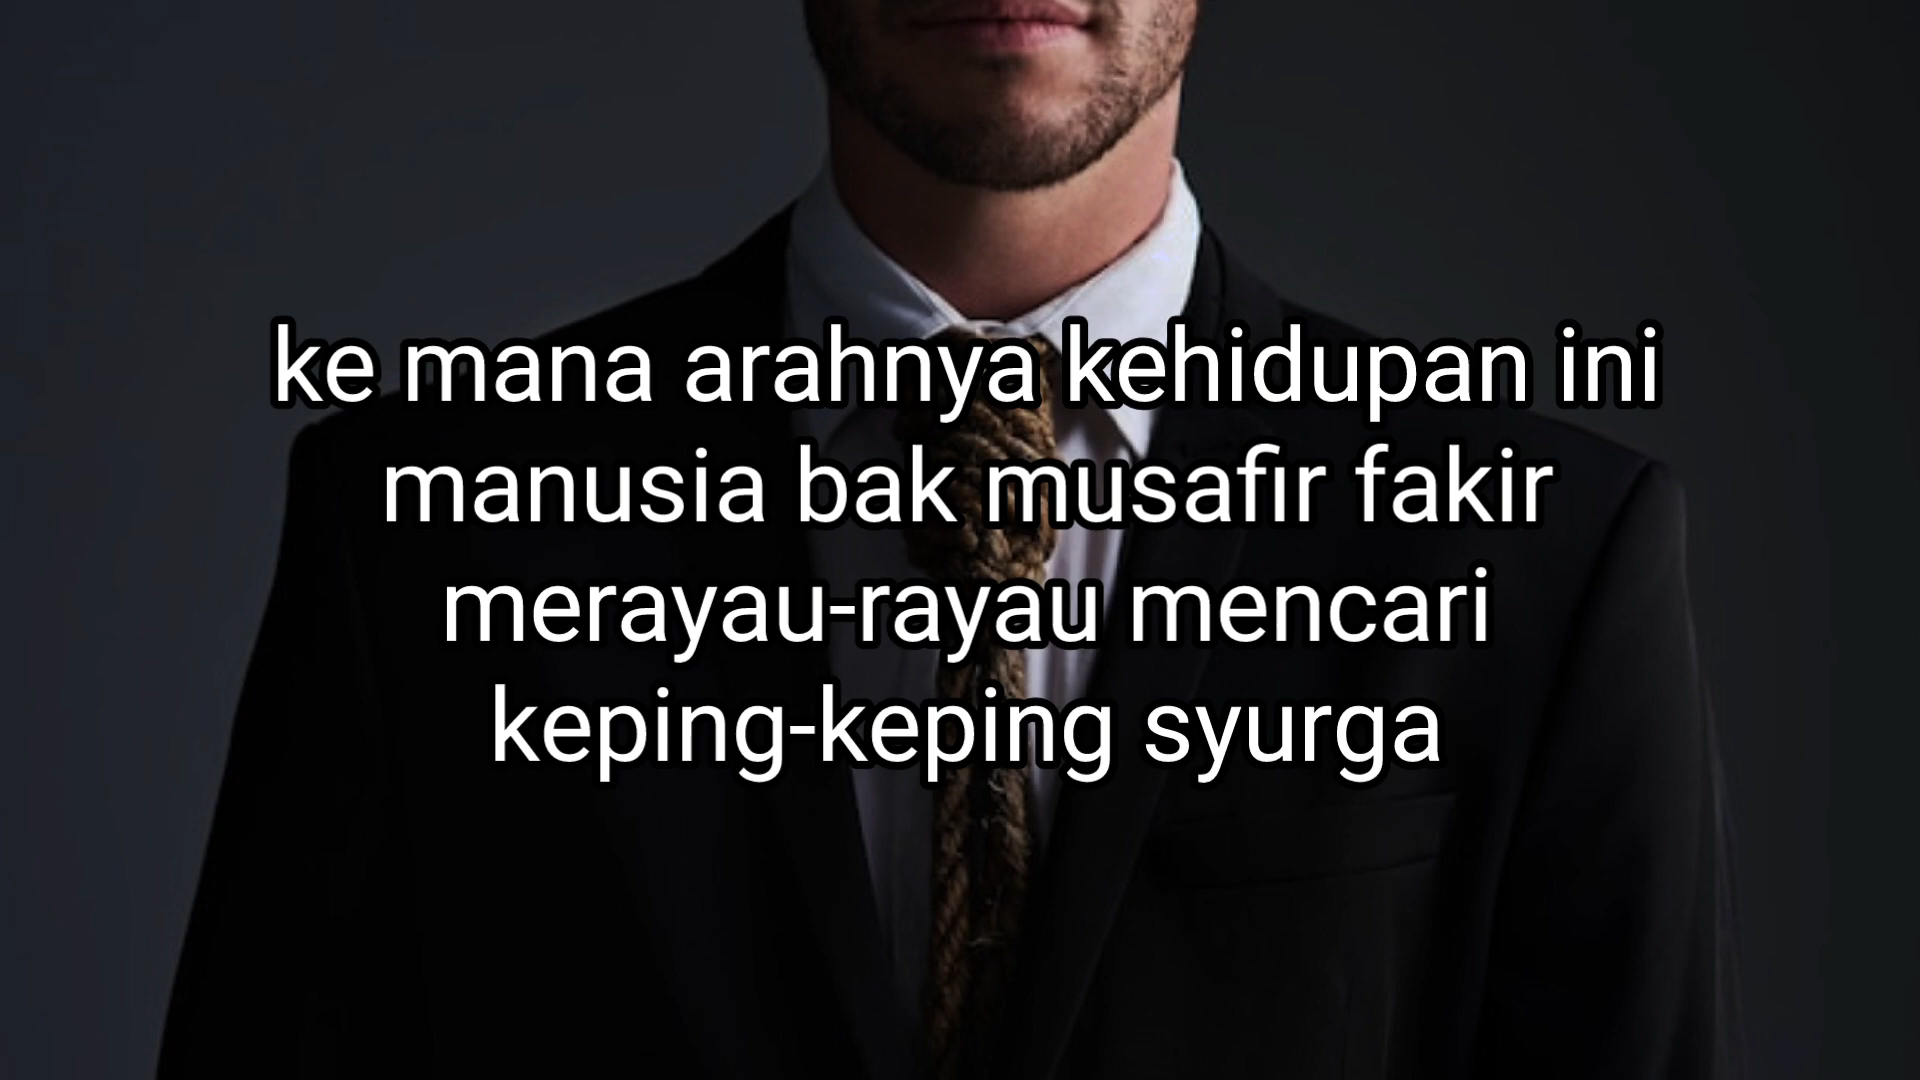 ke mana arahnya kehidupan ini
manusia bak musafir fakir
merayau-rayau mencari
keping-keping syurga